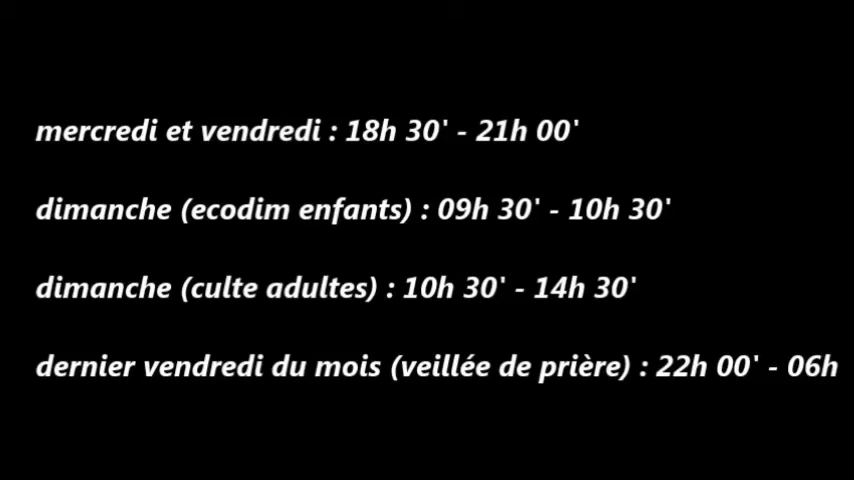 mercredi et vendredi : 18h 30' - 21h 00'
dimanche (ecodim enfants) : 09h 30' - 10h 30'
dimanche (culte adultes) : 10h 30' - 14h 30'
dernier vendredi du mois (veillée de prière) : 22h 00' - 06h